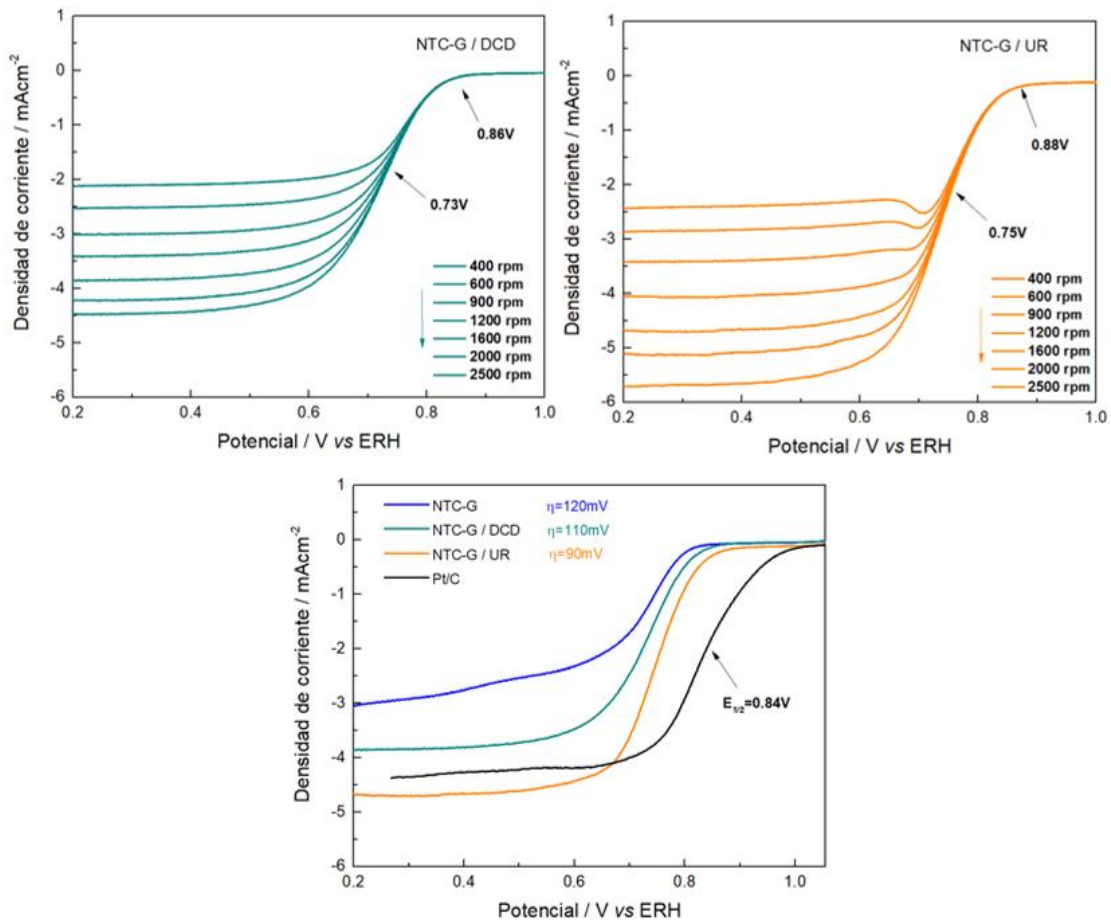 NTC-G / DCD
1
0
-1
-2
-3
-4
-5
-6
0.2
0.4
0.6
0.8
1.0
Densidad de corriente / mAcm-2
Potencial / V vs ERH
0.86V
0.73V
400 rpm
600 rpm
900 rpm
1200 rpm
1600 rpm
2000 rpm
2500 rpm
NTC-G / UR
1
0
-1
-2
-3
-4
-5
-6
0.2
0.4
0.6
0.8
1.0
Densidad de corriente / mAcm-2
Potencial / V vs ERH
0.88V
0.75V
400 rpm
600 rpm
900 rpm
1200 rpm
1600 rpm
2000 rpm
2500 rpm
1
0
-1
-2
-3
-4
-5
-6
0.2
0.4
0.6
0.8
1.0
Densidad de corriente / mAcm-2
Potencial / V vs ERH
NTC-G η=120mV
NTC-G / DCD η=110mV
NTC-G / UR η=90mV
Pt/C
E1/2=0.84V